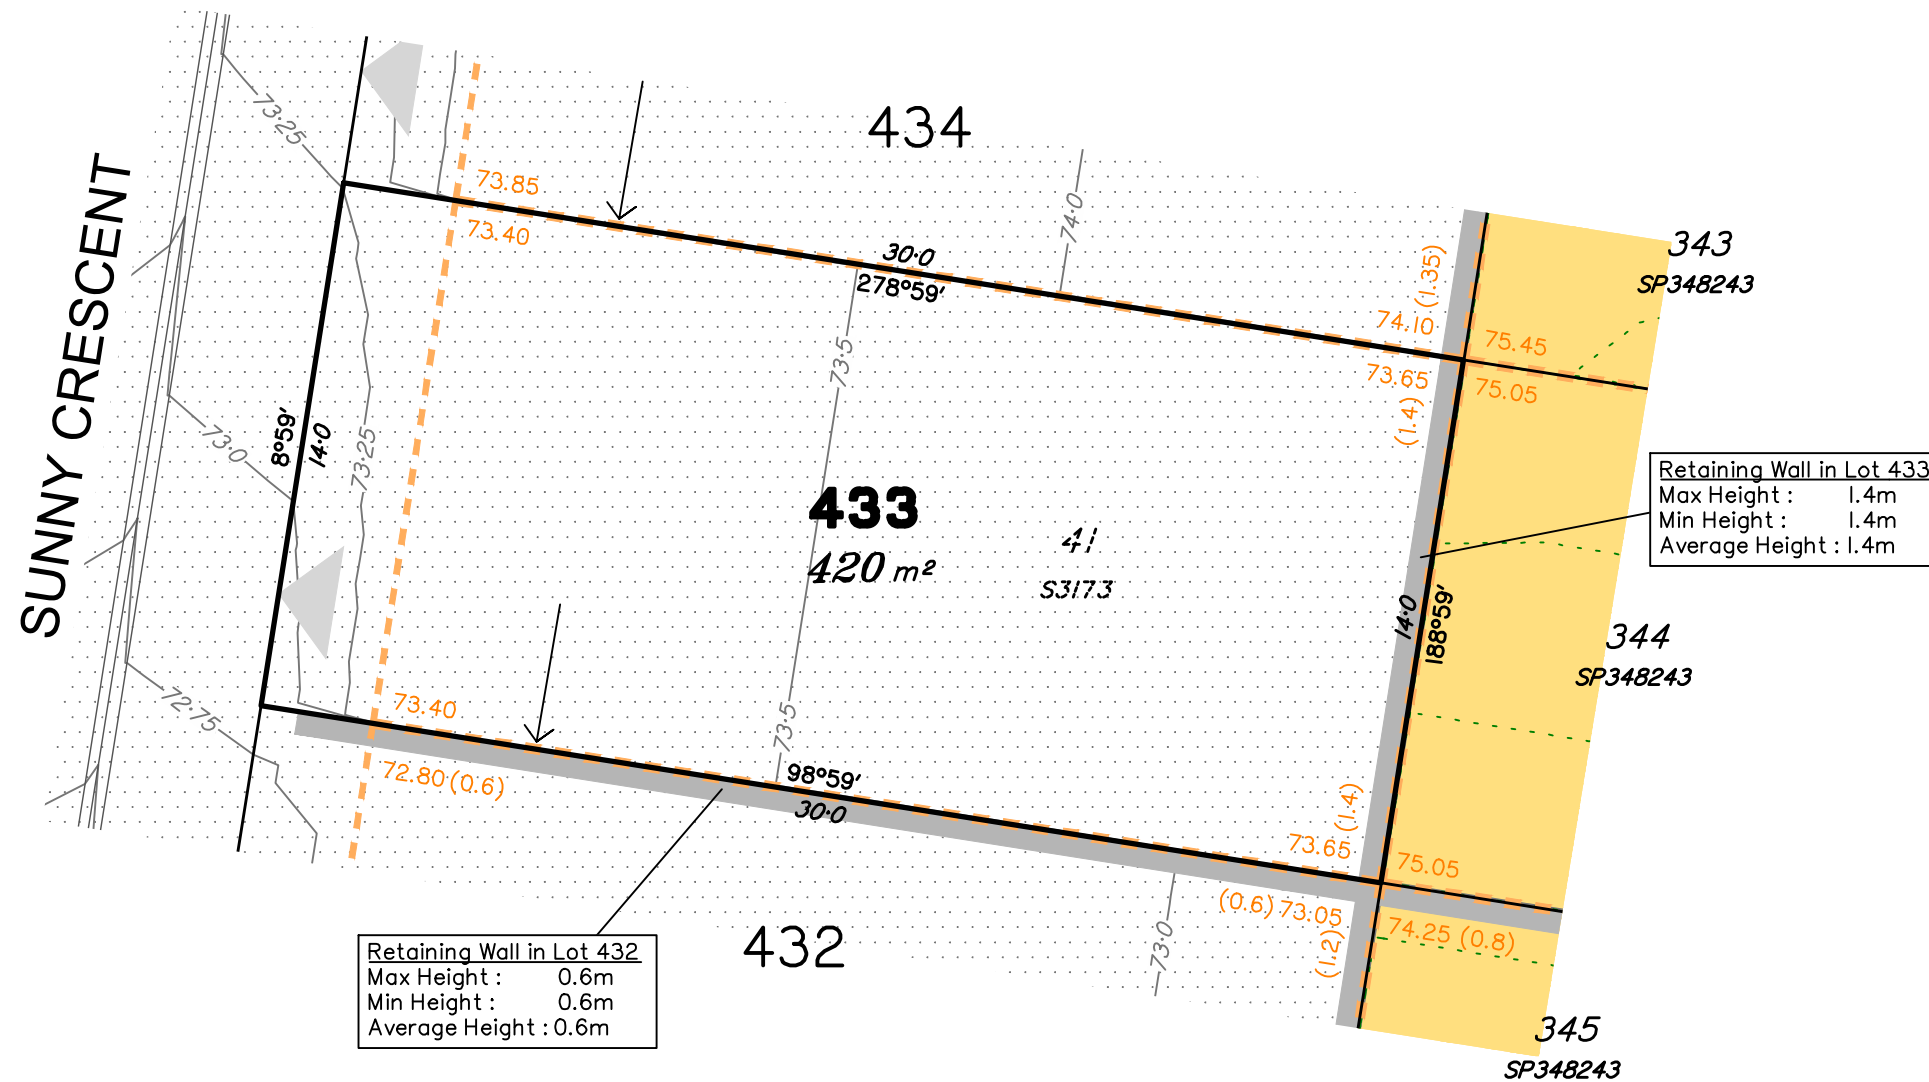 434
73.25
SUNNY CRESCENT
73.85
73.40
74.0
30.0
278°59'
343
SP348243
(1.35)
74.10
75.45
73.65
75.05
(1.4)
73.5
8°59'
14.0
73.25
73.0
433
420 m²
41
S3173
Retaining Wall in Lot 433
Max Height : 1.4m
Min Height : 1.4m
Average Height : 1.4m
14.0
188°59'
344
SP348243
72.75
73.40
73.5
72.80 (0.6)
98°59'
30.0
(1.4)
73.65
75.05
(0.6) 73.05
74.25 (0.8)
(1.2)
73.0
432
Retaining Wall in Lot 432
Max Height : 0.6m
Min Height : 0.6m
Average Height : 0.6m
345
SP348243